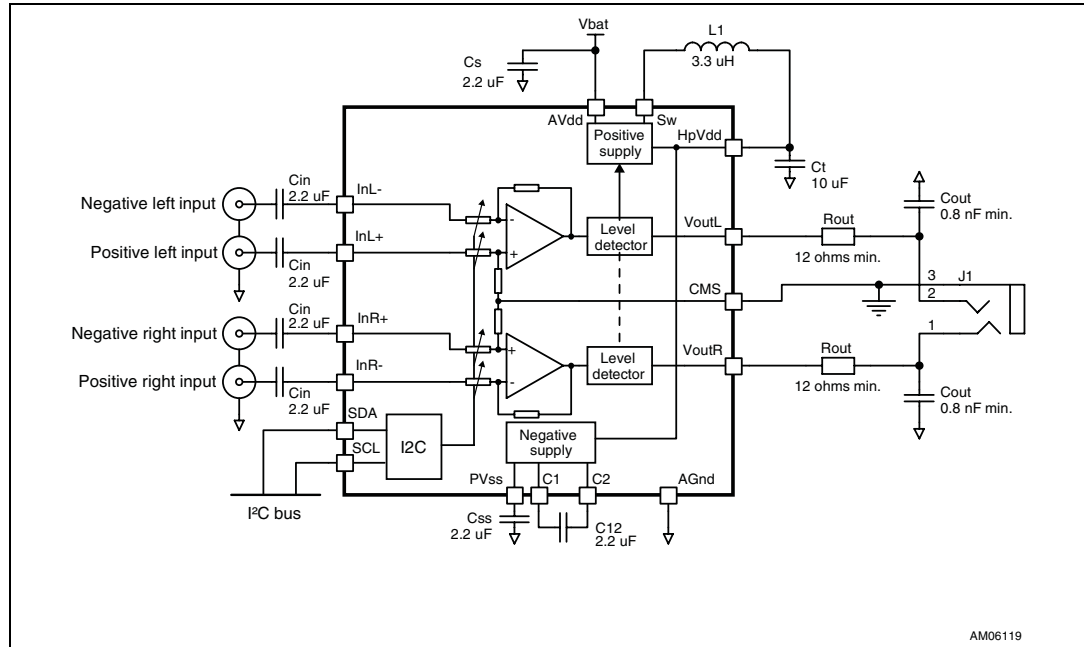 Vbat
L1
3.3 uH
Cs
2.2 uF
AVdd
Sw
HpVdd
Positive
supply
Ct
10 uF
Cin
2.2 uF
InL-
Negative left input
Cout
0.8 nF min.
Level
detector
VoutL
Rout
12 ohms min.
-
+
Positive left input
InL+
Cin
2.2 uF
CMS
3
J1
2
1
Cin
2.2 uF
InR+
Negative right input
+
-
Level
detector
VoutR
Rout
12 ohms min.
Positive right input
InR-
Cin
2.2 uF
Cout
0.8 nF min.
SDA
SCL
I2C
Negative
supply
PVss
C1
C2
AGnd
I²C bus
Css
2.2 uF
C12
2.2 uF
AM06119